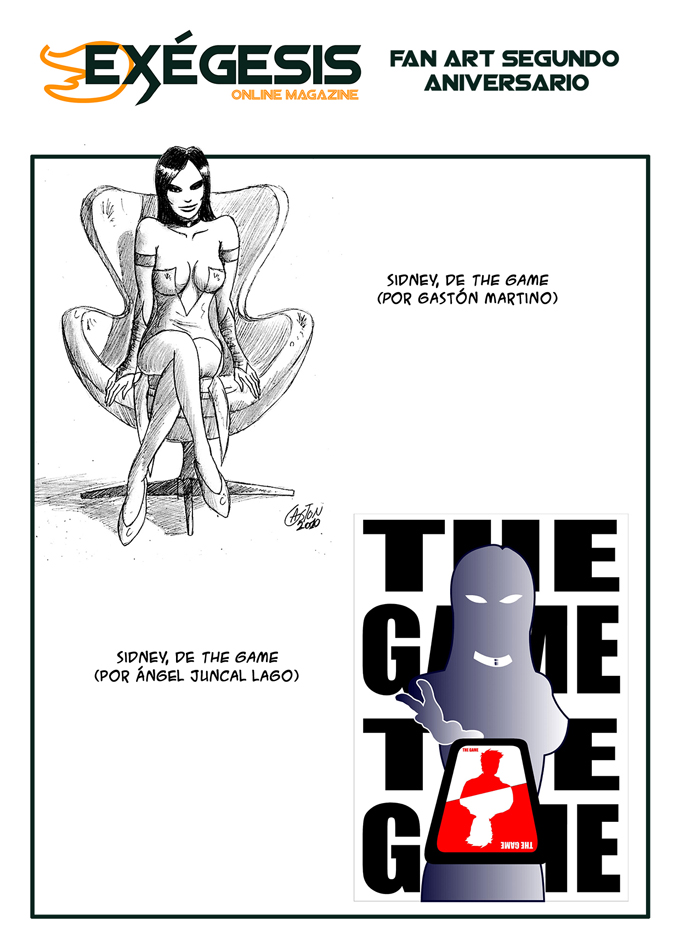 EXÉGESIS
ONLINE MAGAZINE
FAN ART SEGUNDO
ANIVERSARIO
SIDNEY, DE THE GAME
(POR GASTÓN MARTINO)
GASTON
2020
THE
GAME
THE
GAME
THE GAME
THE GAME
SIDNEY, DE THE GAME
(POR ÁNGEL JUNCAL LAGO)